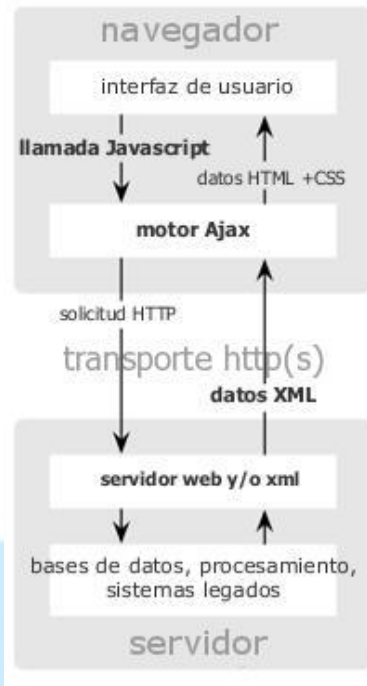 navegador
interfaz de usuario
llamada Javascript
datos HTML +CSS
motor Ajax
solicitud HTTP
transporte http(s)
datos XML
servidor web y/o xml
bases de datos, procesamiento,
sistemas legados
servidor